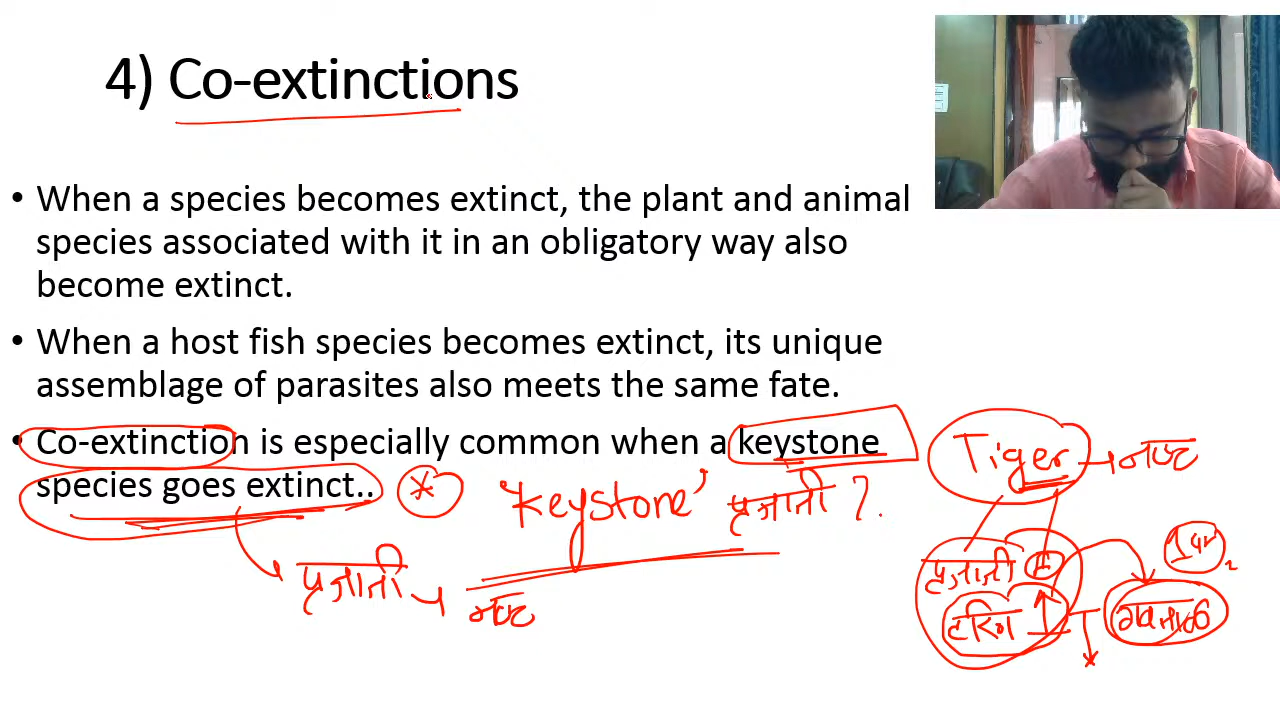 4) Co-extinctions
• When a species becomes extinct, the plant and animal
species associated with it in an obligatory way also
become extinct.
• When a host fish species becomes extinct, its unique
assemblage of parasites also meets the same fate.
• Co-extinction is especially common when a keystone
species goes extinct..
'Keystone' प्रजाती ?
प्रजाती
नष्ट
Tiger → नष्ट
प्रजाती
हरिण ↑